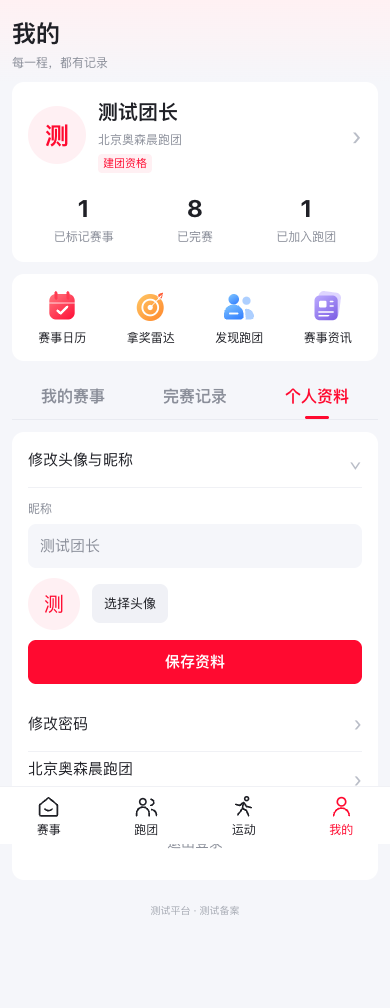 我的
每一程，都有记录
测
测试团长
北京奥森晨跑团
建团资格
1
8
1
已标记赛事
已完赛
已加入跑团
赛事日历
拿奖雷达
发现跑团
赛事资讯
我的赛事
完赛记录
个人资料
修改头像与昵称
昵称
测试团长
测
选择头像
保存资料
修改密码
北京奥森晨跑团
赛事
跑团
运动
我的
测试平台 · 测试备案